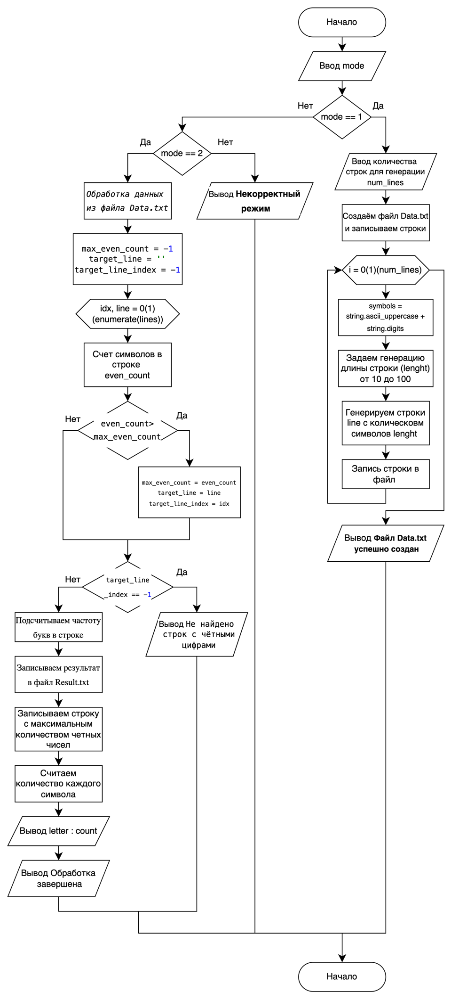 Начало
Ввод mode
Нет
Да
mode == 1
Да
Нет
mode == 2
Ввод количества
строк для генерации
num_lines
Обработка данных
из файла Data.txt
Вывод Некорректный
режим
Создаём файл Data.txt
и записываем строки
max_even_count = -1
target_line = ''
target_line_index = -1
i = 0(1)(num_lines)
idx, line = 0(1)
(enumerate(lines))
symbols =
string.ascii_uppercase +
string.digits
Счет символов в
строке
even_count
Задаем генерацию
длины строки (lenght)
от 10 до 100
Нет
Да
even_count>
max_even_count
Генерируем строки
line с колическовм
символов lenght
Запись строки в
файл
max_even_count = even_count
target_line = line
target_line_index = idx
Вывод Файл Data.txt
успешно создан
Нет
Да
target_line
_index == -1
Подсчитываем частоту
букв в строке
Вывод Не найдено
строк с чётными
цифрами
Записываем результат
в файл Result.txt
Записываем строку
с максимальным
количеством четных
чисел
Считаем
количество каждого
символа
Вывод letter : count
Вывод Обработка
завершена
Начало